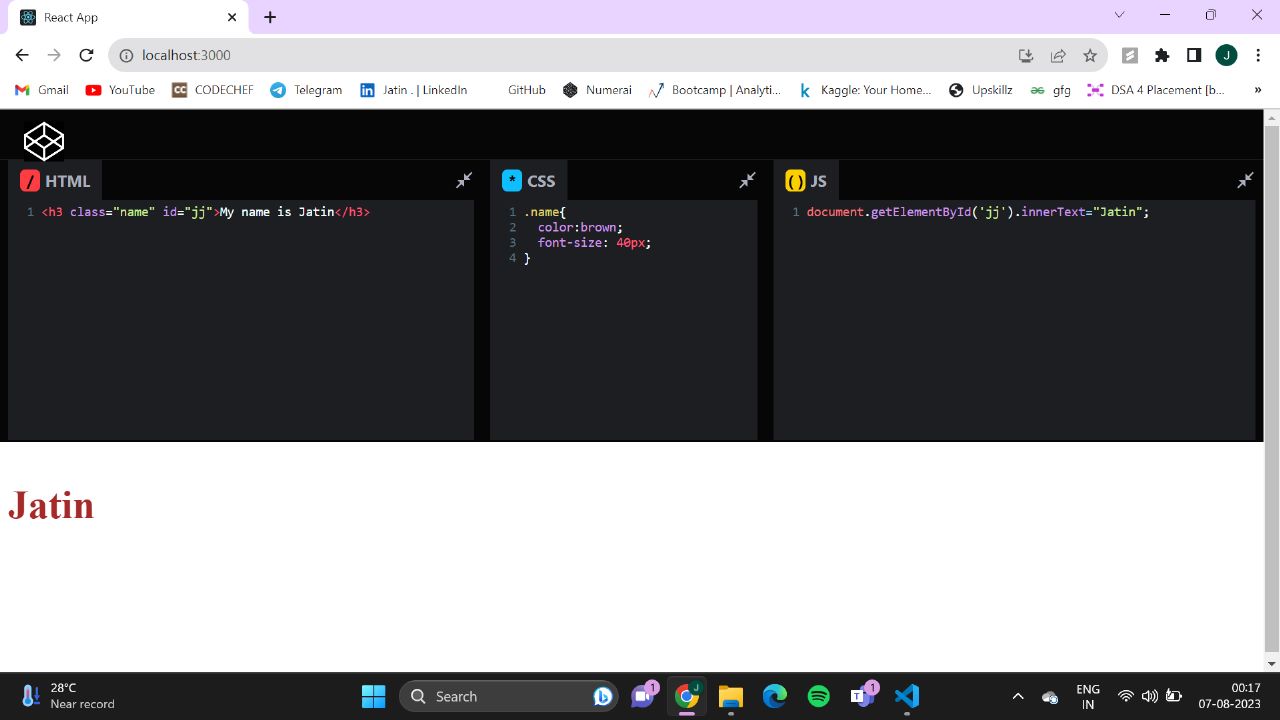 React App
localhost:3000
Gmail YouTube CODECHEF Telegram Jatin . | LinkedIn GitHub Numerai Bootcamp | Analyti... Kaggle: Your Home... Upskillz gfg DSA 4 Placement [b... »
/ HTML
1 <h3 class="name" id="jj">My name is Jatin</h3>
* CSS
1 .name{
2 color:brown;
3 font-size: 40px;
4 }
( ) JS
1 document.getElementById('jj').innerText="Jatin";
Jatin
28°C
Near record
Search
1
J
T 1
ENG
IN
00:17
07-08-2023